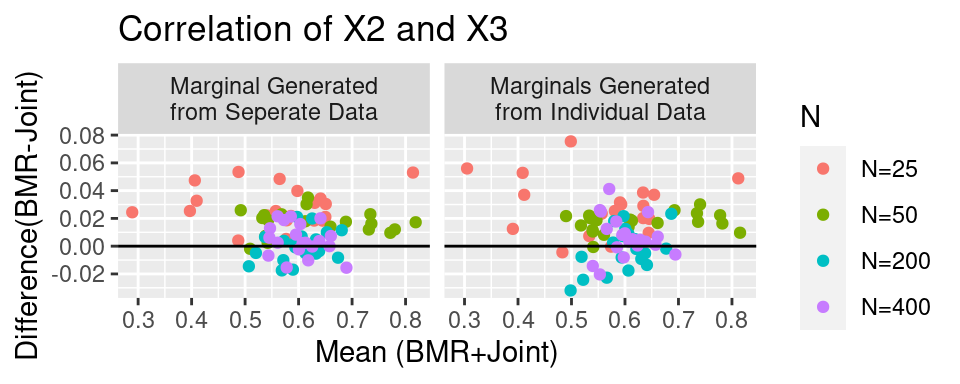 Correlation of X2 and X3
Marginal Generated
from Seperate Data
Marginals Generated
from Individual Data
Difference(BMR-Joint)
0.08
0.06
0.04
0.02
0.00
-0.02
0.3 0.4 0.5 0.6 0.7 0.8
0.3 0.4 0.5 0.6 0.7 0.8
Mean (BMR+Joint)
N
N=25
N=50
N=200
N=400